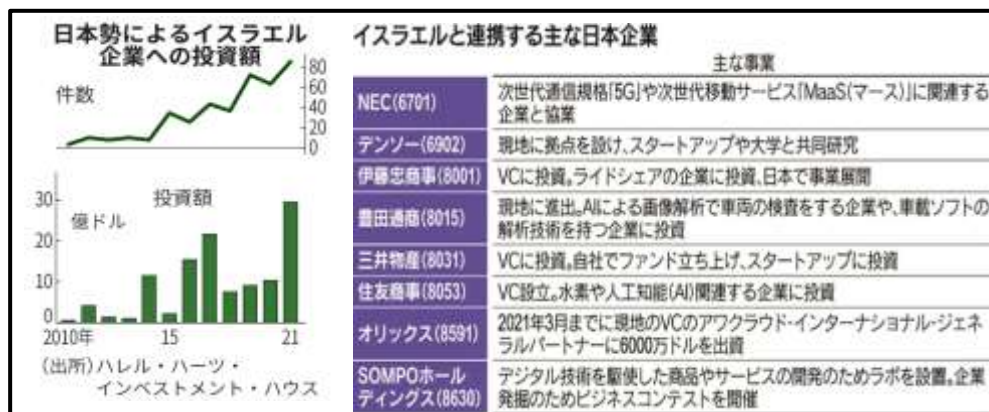 日本勢によるイスラエル
企業への投資額
件数
80
60
40
20
0
投資額
億ドル
30
20
10
0
2010年
15
21
(出所)ハレル・ハーツ・
インベストメント・ハウス
イスラエルと連携する主な日本企業
主な事業
NEC(6701)
次世代通信規格「5G」や次世代移動サービス「MaaS(マース)」に関連する
企業と協業
デンソー(6902)
現地に拠点を設け、スタートアップや大学と共同研究
伊藤忠商事(8001)
VCに投資。ライドシェアの企業に投資、日本で事業展開
豊田通商(8015)
現地に進出。AIによる画像解析で車両の検査をする企業や、車載ソフトの
解析技術を持つ企業に投資
三井物産(8031)
VCに投資。自社でファンド立ち上げ、スタートアップに投資
住友商事(8053)
VC設立。水素や人工知能(AI)関連する企業に投資
オリックス(8591)
2021年3月までに現地のVCのアワクラウド・インターナショナル・ジェネ
ラルパートナーに6000万ドルを出資
SOMPOホール
ディングス(8630)
デジタル技術を駆使した商品やサービスの開発のためラボを設置。企業
発掘のためビジネスコンテストを開催